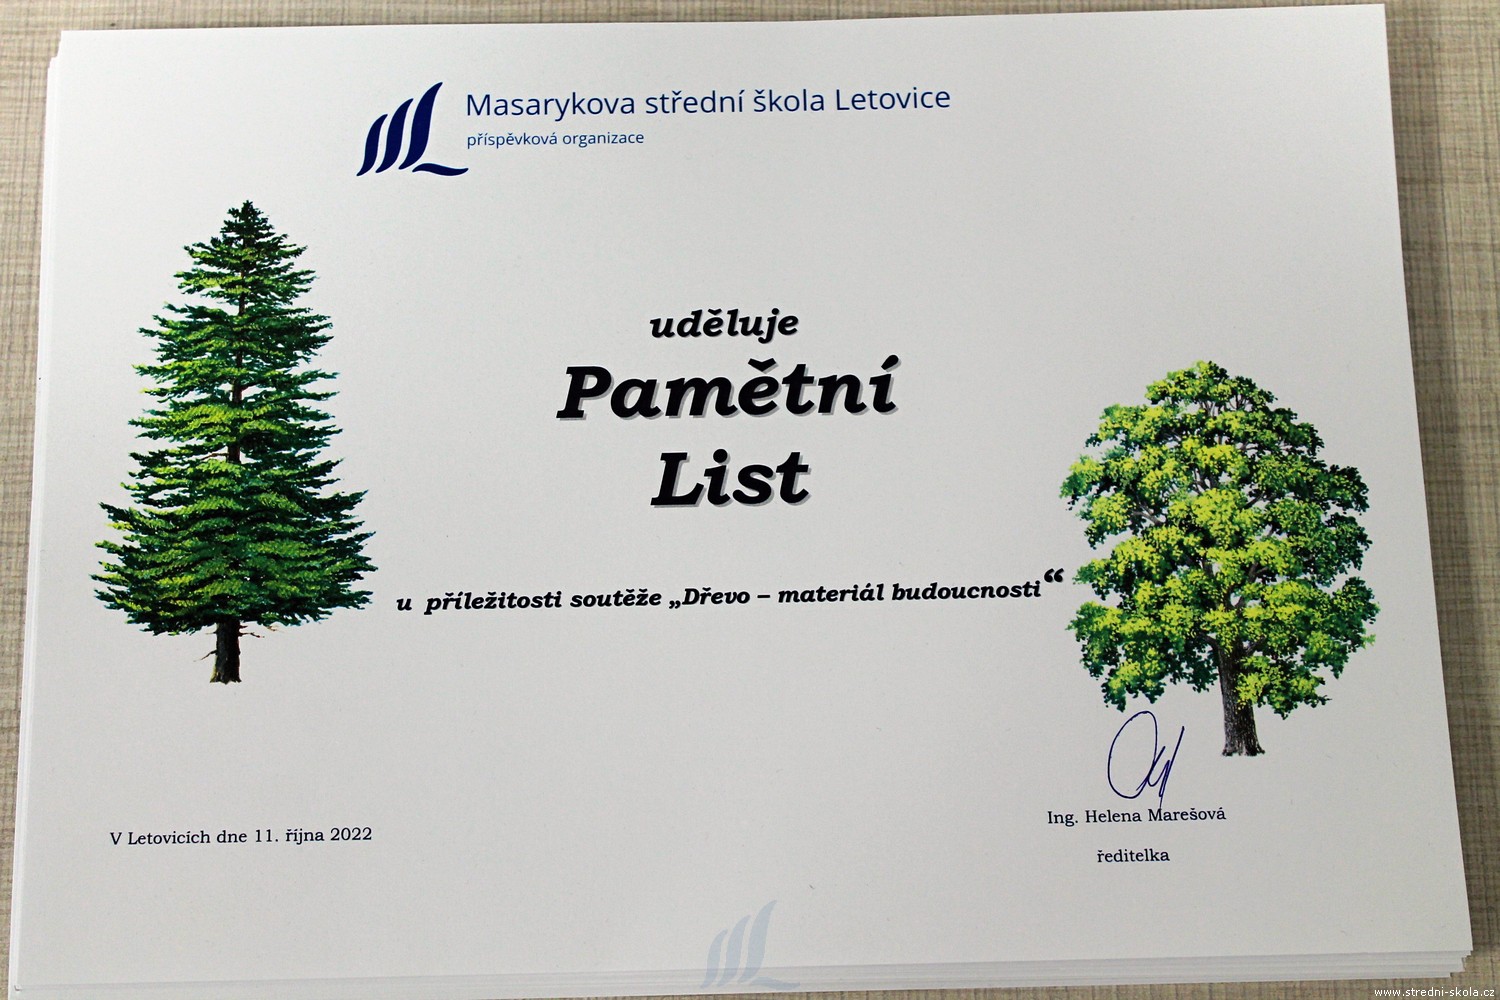 Masarykova střední škola Letovice
příspěvková organizace
uděluje
Pamětní
List
u příležitosti soutěže „Dřevo – materiál budoucnosti“
V Letovicích dne 11. října 2022
Ing. Helena Marešová
ředitelka
www.stredni-skola.cz